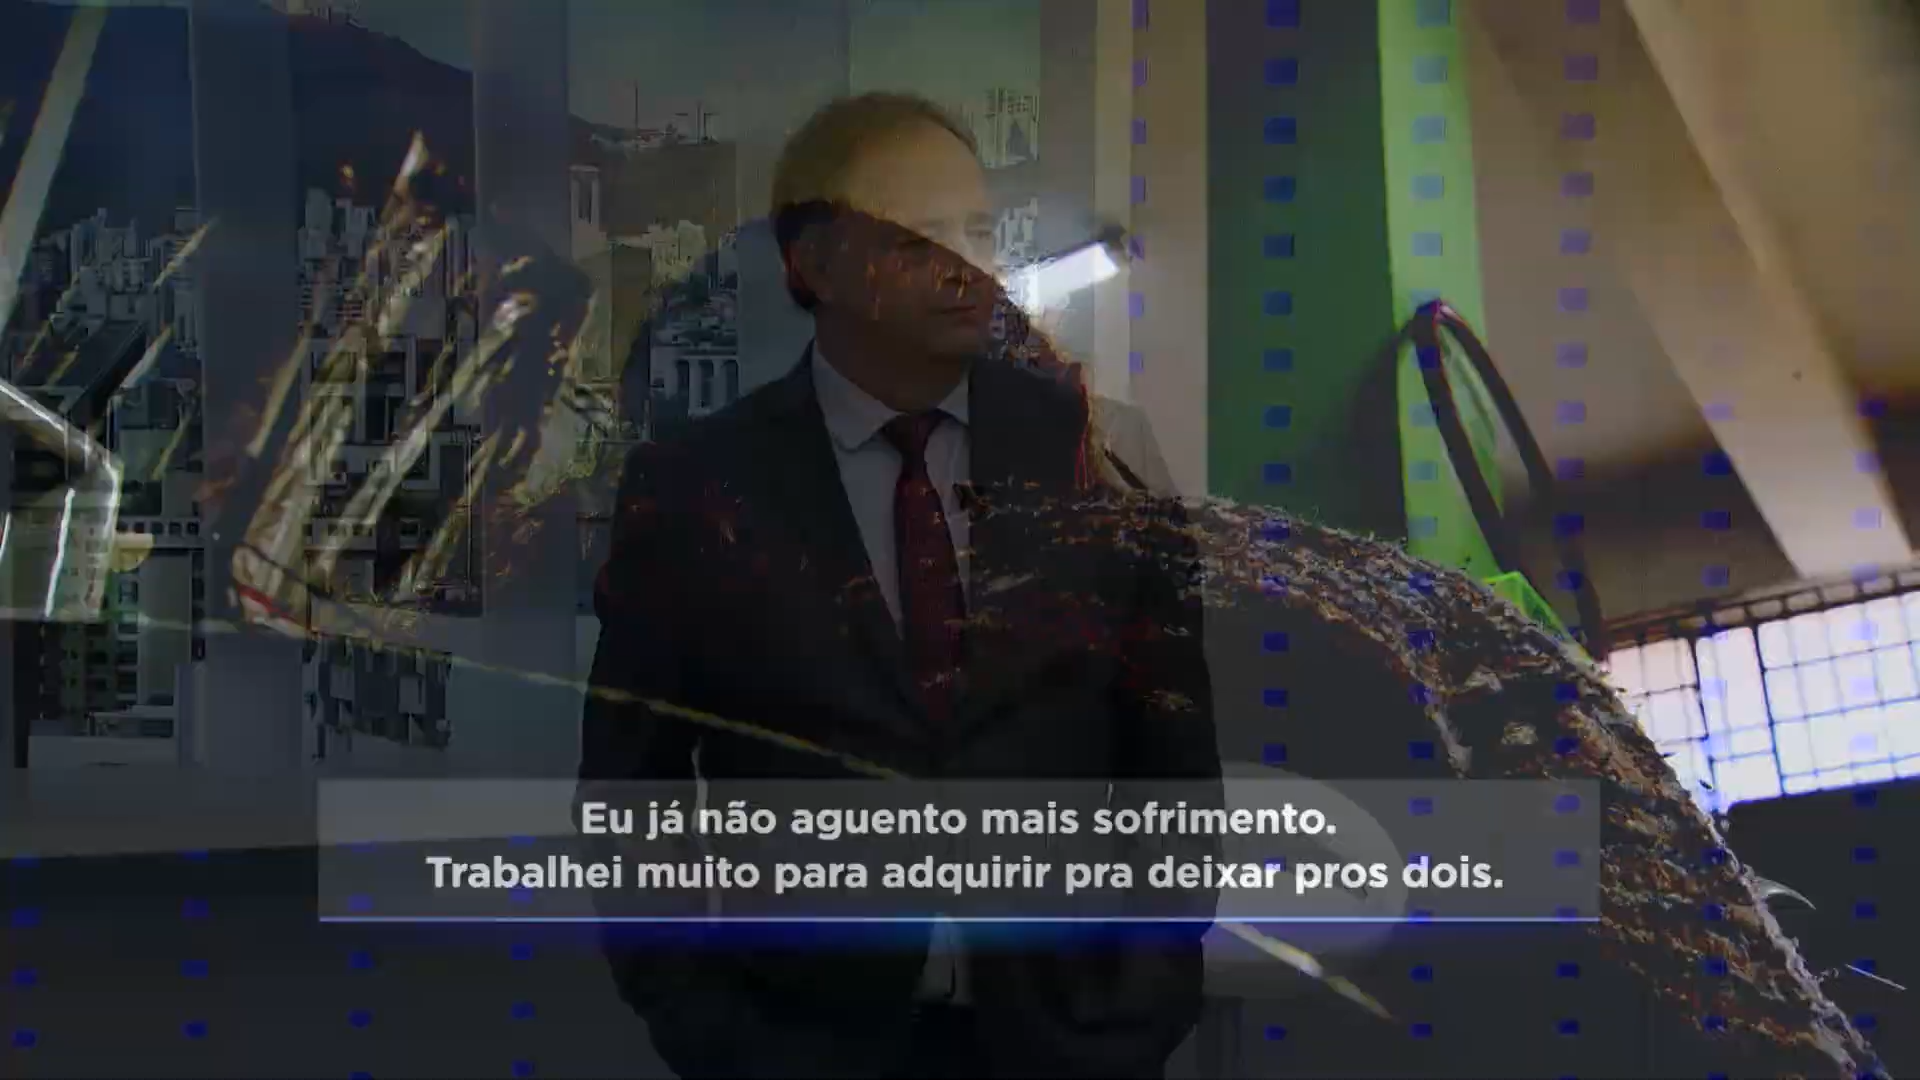 Eu já não aguento mais sofrimento.
Trabalhei muito para adquirir pra deixar pros dois.